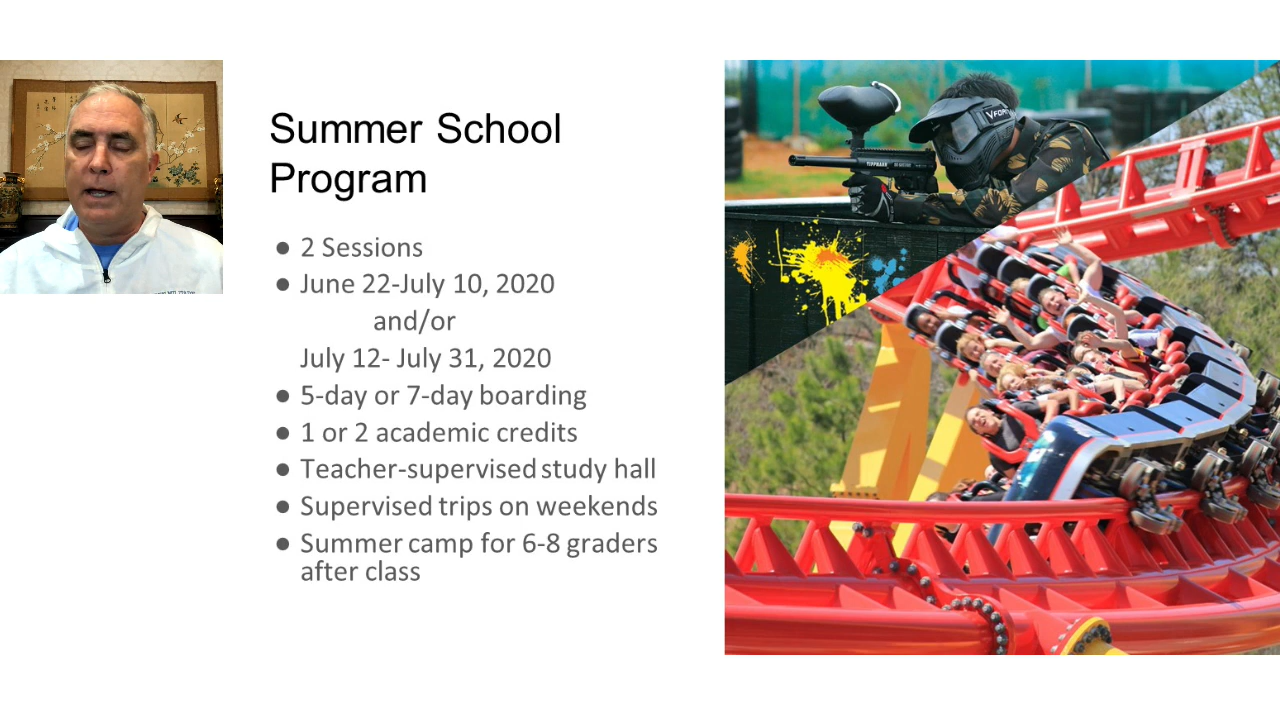 Summer School
Program
● 2 Sessions
● June 22-July 10, 2020
and/or
July 12- July 31, 2020
● 5-day or 7-day boarding
● 1 or 2 academic credits
● Teacher-supervised study hall
● Supervised trips on weekends
● Summer camp for 6-8 graders
after class
TIPPMANN